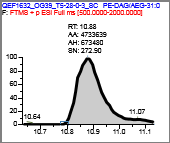 QEF1632_OG39_T5-28-0-3_SC PE-DAG/AEG-31:0
F: FTMS + p ESI Full ms [500.0000-2000.0000]
RT: 10.88
AA: 4733639
AH: 673480
SN: 272.90
100
80
60
40
20
0
10.64
11.07
10.7 10.8 10.9 11.0 11.1